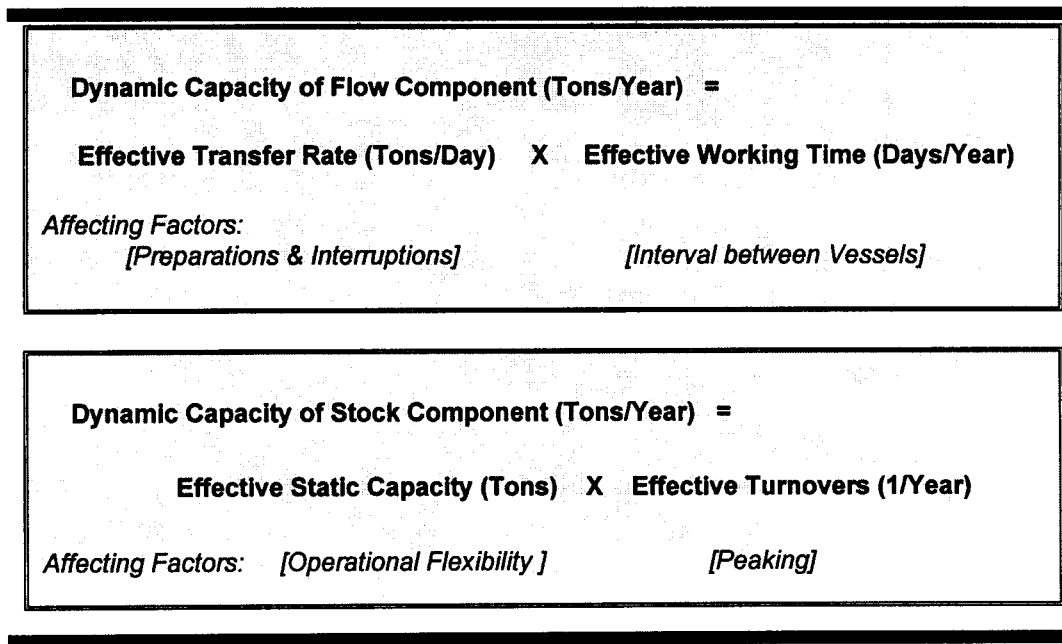 Dynamic Capacity of Flow Component (Tons/Year) =
Effective Transfer Rate (Tons/Day) X Effective Working Time (Days/Year)
Affecting Factors:
[Preparations & Interruptions] [Interval between Vessels]
Dynamic Capacity of Stock Component (Tons/Year) =
Effective Static Capacity (Tons) X Effective Turnovers (1/Year)
Affecting Factors: [Operational Flexibility ] [Peaking]